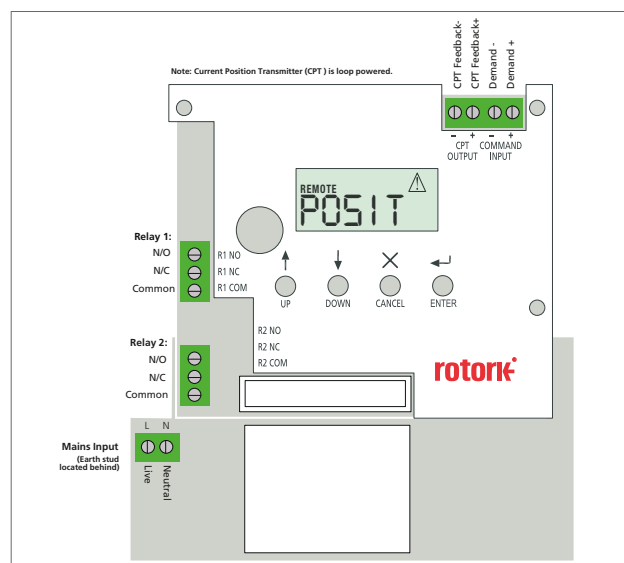 CPT Feedback-
CPT Feedback+
Demand -
Demand +
Note: Current Position Transmitter (CPT ) is loop powered.
− + − +
CPT OUTPUT
COMMAND INPUT
REMOTE
POSIT
UP
DOWN
CANCEL
ENTER
Relay 1:
N/O R1 NO
N/C R1 NC
Common R1 COM
R2 NO
R2 NC
R2 COM
Relay 2:
N/O
N/C
Common
rotork
L N
Mains Input
(Earth stud
located behind)
Live
Neutral